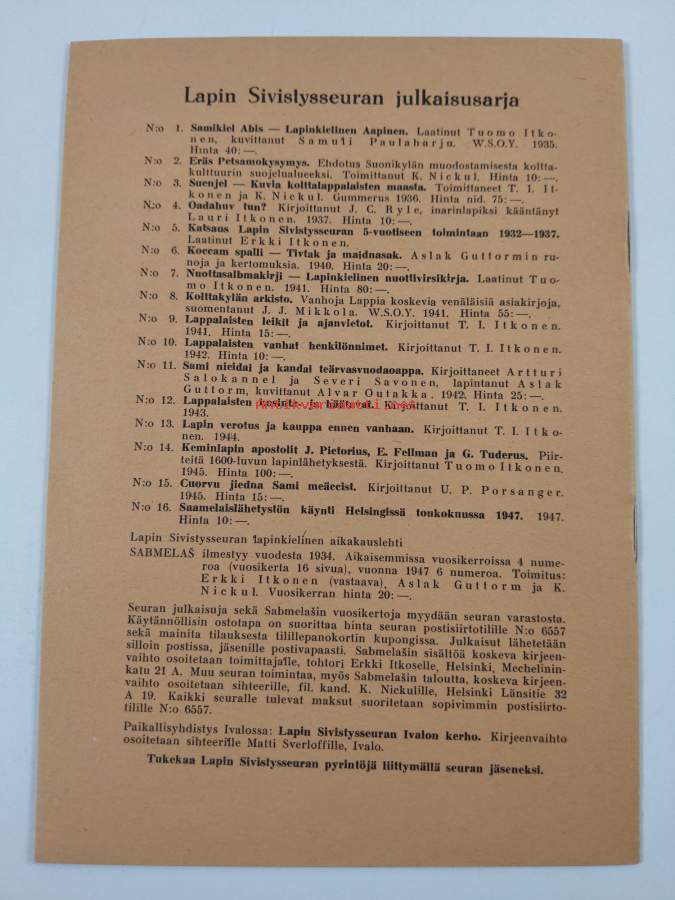 Lapin Sivistysseuran julkaisusarja
N:o 1. Samikiel Abis — Lapinkielinen Aapinen. Laatinut Tuomo Itko-
nen, kuvittanut Samuli Paulaharju. W.S.O.Y. 1935.
Hinta 40:—.
N:o 2. Eräs Petsamokysymys. Ehdotus Suonikylän muodostamisesta koltta-
kulttuurin suojelualueeksi. Toimittanut K. Nickul. Hinta 10:—.
N:o 3. Suenjel — Kuvia kolttalappalaisten maasta. Toimittaneet T. I. It-
konen ja K. Nickul. Gummerus 1936. Hinta nid. 75:—.
N:o 4. Oadahuv tun? Kirjoittanut J. C. Ryle, inarinlapiksi kääntänyt
Lauri Itkonen. 1937. Hinta 10:—.
N:o 5. Katsaus Lapin Sivistysseuran 5-vuotiseen toimintaan 1932—1937.
Laatinut Erkki Itkonen.
N:o 6. Koccam spalli — Tivtak ja maidnasak. Aslak Guttormin ru-
noja ja kertomuksia. 1940. Hinta 20:—.
N:o 7. Nuottasalbmakirji — Lapinkielinen nuottivirsikirja. Laatinut Tuo-
mo Itkonen. 1941. Hinta 80:—.
N:o 8. Kolttakylän arkisto. Vanhoja Lappia koskevia venäläisiä asiakirjoja,
suomentanut J. J. Mikkola. W.S.O.Y. 1941. Hinta 55:—.
N:o 9. Lappalaisten leikit ja ajanvietot. Kirjoittanut T. I. Itkonen.
1941. Hinta 15:—.
N:o 10. Lappalaisten vanhat henkilönnimet. Kirjoittanut T. I. Itkonen.
1942. Hinta 10:—.
N:o 11. Sami nieidai ja kandai teärvasvuodaoappa. Kirjoittaneet Artturi
Salokannel ja Severi Savonen, lapintanut Aslak
Guttorm, kuvittanut Alvar Outakka. 1942. Hinta 25:—.
N:o 12. Lappalaisten kosinta- ja häätavat. Kirjoittanut T. I. Itkonen.
1943.
N:o 13. Lapin verotus ja kauppa ennen vanhaan. Kirjoittanut T. I. Itko-
nen. 1944.
N:o 14. Keminlapin apostolit J. Pictorius, E. Fellman ja G. Tuderus. Piir-
teitä 1600-luvun lapinlähetyksestä. Kirjoittanut Tuomo Itkonen.
1945. Hinta 100:—.
N:o 15. Cuorvu jiedna Sami meäecist. Kirjoittanut U. P. Porsanger.
1945. Hinta 15:—.
N:o 16. Saamelaislähetystön käynti Helsingissä toukokuussa 1947. 1947.
Hinta 10:—.
Lapin Sivistysseuran lapinkielinen aikakauslehti
SABMELAŠ ilmestyy vuodesta 1934. Aikaisemmissa vuosikerroissa 4 nume-
roa (vuosikerta 16 sivua), vuonna 1947 6 numeroa. Toimitus:
Erkki Itkonen (vastaava), Aslak Guttorm ja K.
Nickul. Vuosikerran hinta 20:—.
Seuran julkaisuja sekä Sabmelašin vuosikertoja myydään seuran varastosta.
Käytännöllisin ostotapa on suorittaa hinta seuran postisiirtotilille N:o 6557
sekä mainita tilauksesta tilillepanokortin kupongissa. Julkaisut lähetetään
silloin postissa, jäsenille postivapaasti. Sabmelašin sisältöä koskeva kirjeen-
vaihto osoitetaan toimittajalle, tohtori Erkki Itkoselle, Helsinki, Mechelinin-
katu 21 A. Muu seuran toimintaa, myös Sabmelašin taloutta, koskeva kirjeen-
vaihto osoitetaan sihteerille, fil. kand. K. Nickulille, Helsinki Länsitie 32
A 19. Kaikki seuralle tulevat maksut suoritetaan sopivimmin postisiirto-
tilille N:o 6557.
Paikallisyhdistys Ivalossa: Lapin Sivistysseuran Ivalon kerho. Kirjeenvaihto
osoitetaan sihteerille Matti Sverloffille, Ivalo.
Tukekaa Lapin Sivistysseuran pyrintöjä liittymällä seuran jäseneksi.